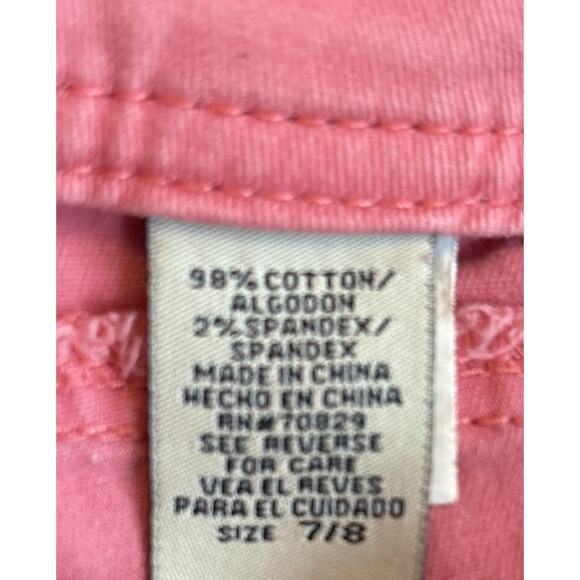 98% COTTON/
ALGODON
2% SPANDEX/
SPANDEX
MADE IN CHINA
HECHO EN CHINA
RN#70829
SEE REVERSE
FOR CARE
VEA EL REVES
PARA EL CUIDADO
SIZE 7/8